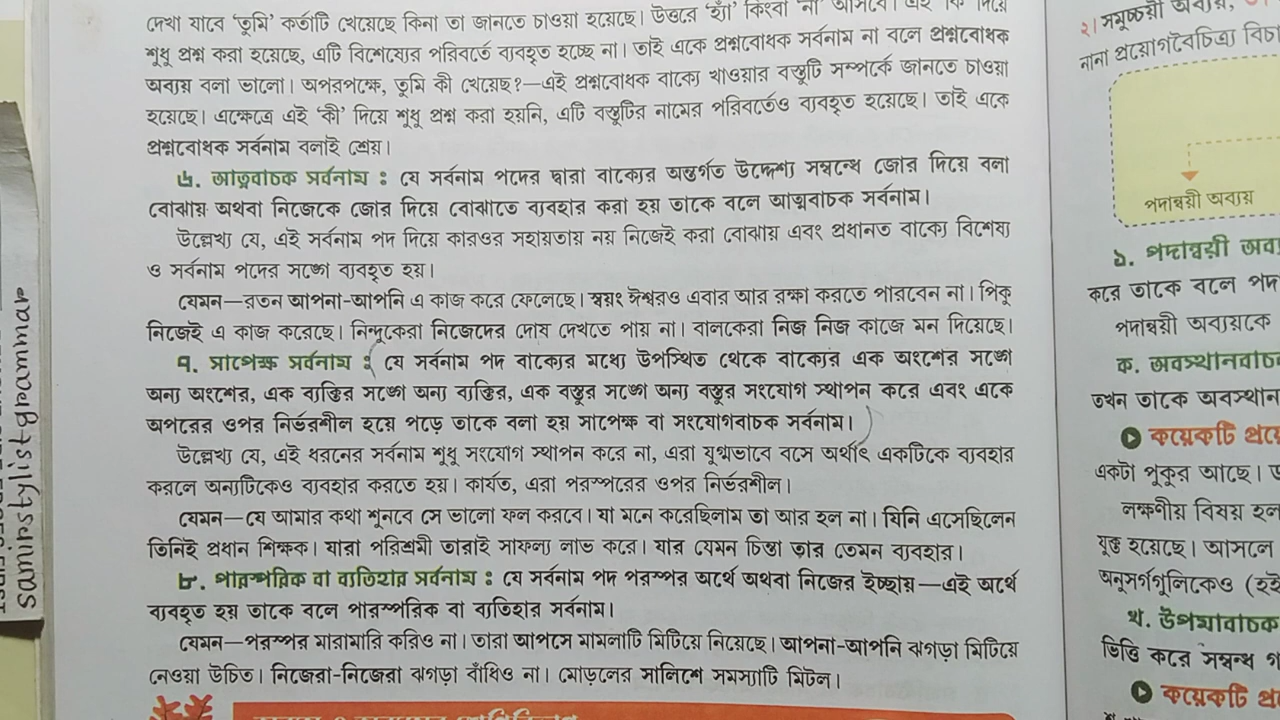 দেখা যাবে 'তুমি' কর্তাটি খেয়েছে কিনা তা জানতে চাওয়া হয়েছে। উত্তরে 'হ্যাঁ' কিংবা 'না' আসবে। এই 'কি' দিয়ে
শুধু প্রশ্ন করা হয়েছে, এটি বিশেষ্যের পরিবর্তে ব্যবহৃত হচ্ছে না। তাই একে প্রশ্নবোধক সর্বনাম না বলে প্রশ্নবোধক
অব্যয় বলা ভালো। অপরপক্ষে, তুমি কী খেয়েছ?—এই প্রশ্নবোধক বাক্যে খাওয়ার বস্তুটি সম্পর্কে জানতে চাওয়া
হয়েছে। এক্ষেত্রে এই 'কী' দিয়ে শুধু প্রশ্ন করা হয়নি, এটি বস্তুটির নামের পরিবর্তেও ব্যবহৃত হয়েছে। তাই একে
প্রশ্নবোধক সর্বনাম বলাই শ্রেয়।
৬. আত্মবাচক সর্বনাম : যে সর্বনাম পদের দ্বারা বাক্যের অন্তর্গত উদ্দেশ্য সম্বন্ধে জোর দিয়ে বলা
বোঝায় অথবা নিজেকে জোর দিয়ে বোঝাতে ব্যবহার করা হয় তাকে বলে আত্মবাচক সর্বনাম।
উল্লেখ্য যে, এই সর্বনাম পদ দিয়ে কারওর সহায়তায় নয় নিজেই করা বোঝায় এবং প্রধানত বাক্যে বিশেষ্য
ও সর্বনাম পদের সঙ্গে ব্যবহৃত হয়।
যেমন—রতন আপনা-আপনি এ কাজ করে ফেলেছে। স্বয়ং ঈশ্বরও এবার আর রক্ষা করতে পারবেন না। পিকু
নিজেই এ কাজ করেছে। নিন্দুকেরা নিজেদের দোষ দেখতে পায় না। বালকেরা নিজ নিজ কাজে মন দিয়েছে।
৭. সাপেক্ষ সর্বনাম : যে সর্বনাম পদ বাক্যের মধ্যে উপস্থিত থেকে বাক্যের এক অংশের সঙ্গে
অন্য অংশের, এক ব্যক্তির সঙ্গে অন্য ব্যক্তির, এক বস্তুর সঙ্গে অন্য বস্তুর সংযোগ স্থাপন করে এবং একে
অপরের ওপর নির্ভরশীল হয়ে পড়ে তাকে বলা হয় সাপেক্ষ বা সংযোগবাচক সর্বনাম।
উল্লেখ্য যে, এই ধরনের সর্বনাম শুধু সংযোগ স্থাপন করে না, এরা যুগ্মভাবে বসে অর্থাৎ একটিকে ব্যবহার
করলে অন্যটিকেও ব্যবহার করতে হয়। কার্যত, এরা পরস্পরের ওপর নির্ভরশীল।
যেমন—যে আমার কথা শুনবে সে ভালো ফল করবে। যা মনে করেছিলাম তা আর হল না। যিনি এসেছিলেন
তিনিই প্রধান শিক্ষক। যারা পরিশ্রমী তারাই সাফল্য লাভ করে। যার যেমন চিন্তা তার তেমন ব্যবহার।
৮. পারস্পরিক বা ব্যতিহার সর্বনাম : যে সর্বনাম পদ পরস্পর অর্থে অথবা নিজের ইচ্ছায়—এই অর্থে
ব্যবহৃত হয় তাকে বলে পারস্পরিক বা ব্যতিহার সর্বনাম।
যেমন—পরস্পর মারামারি করিও না। তারা আপসে মামলাটি মিটিয়ে নিয়েছে। আপনা-আপনি ঝগড়া মিটিয়ে
নেওয়া উচিত। নিজেরা-নিজেরা ঝগড়া বাঁধিও না। মোড়লের সালিশে সমস্যাটি মিটল।
২। সমুচ্চয়ী অব্যয়,
নানা প্রয়োগবৈচিত্র্য
পদান্বয়ী অব্যয়
১. পদান্বয়ী অব
করে তাকে বলে পদ
পদান্বয়ী অব্যয়কে
ক. অবস্থানবাচ
তখন তাকে অবস্থান
কয়েকটি প্রয়ে
একটা পুকুর আছে।
লক্ষণীয় বিষয় হল
যুক্ত হয়েছে। আসলে
অনুসর্গগুলিকেও
খ. উপমাবাচক
ভিত্তি করে সম্বন্ধ
কয়েকটি প্র